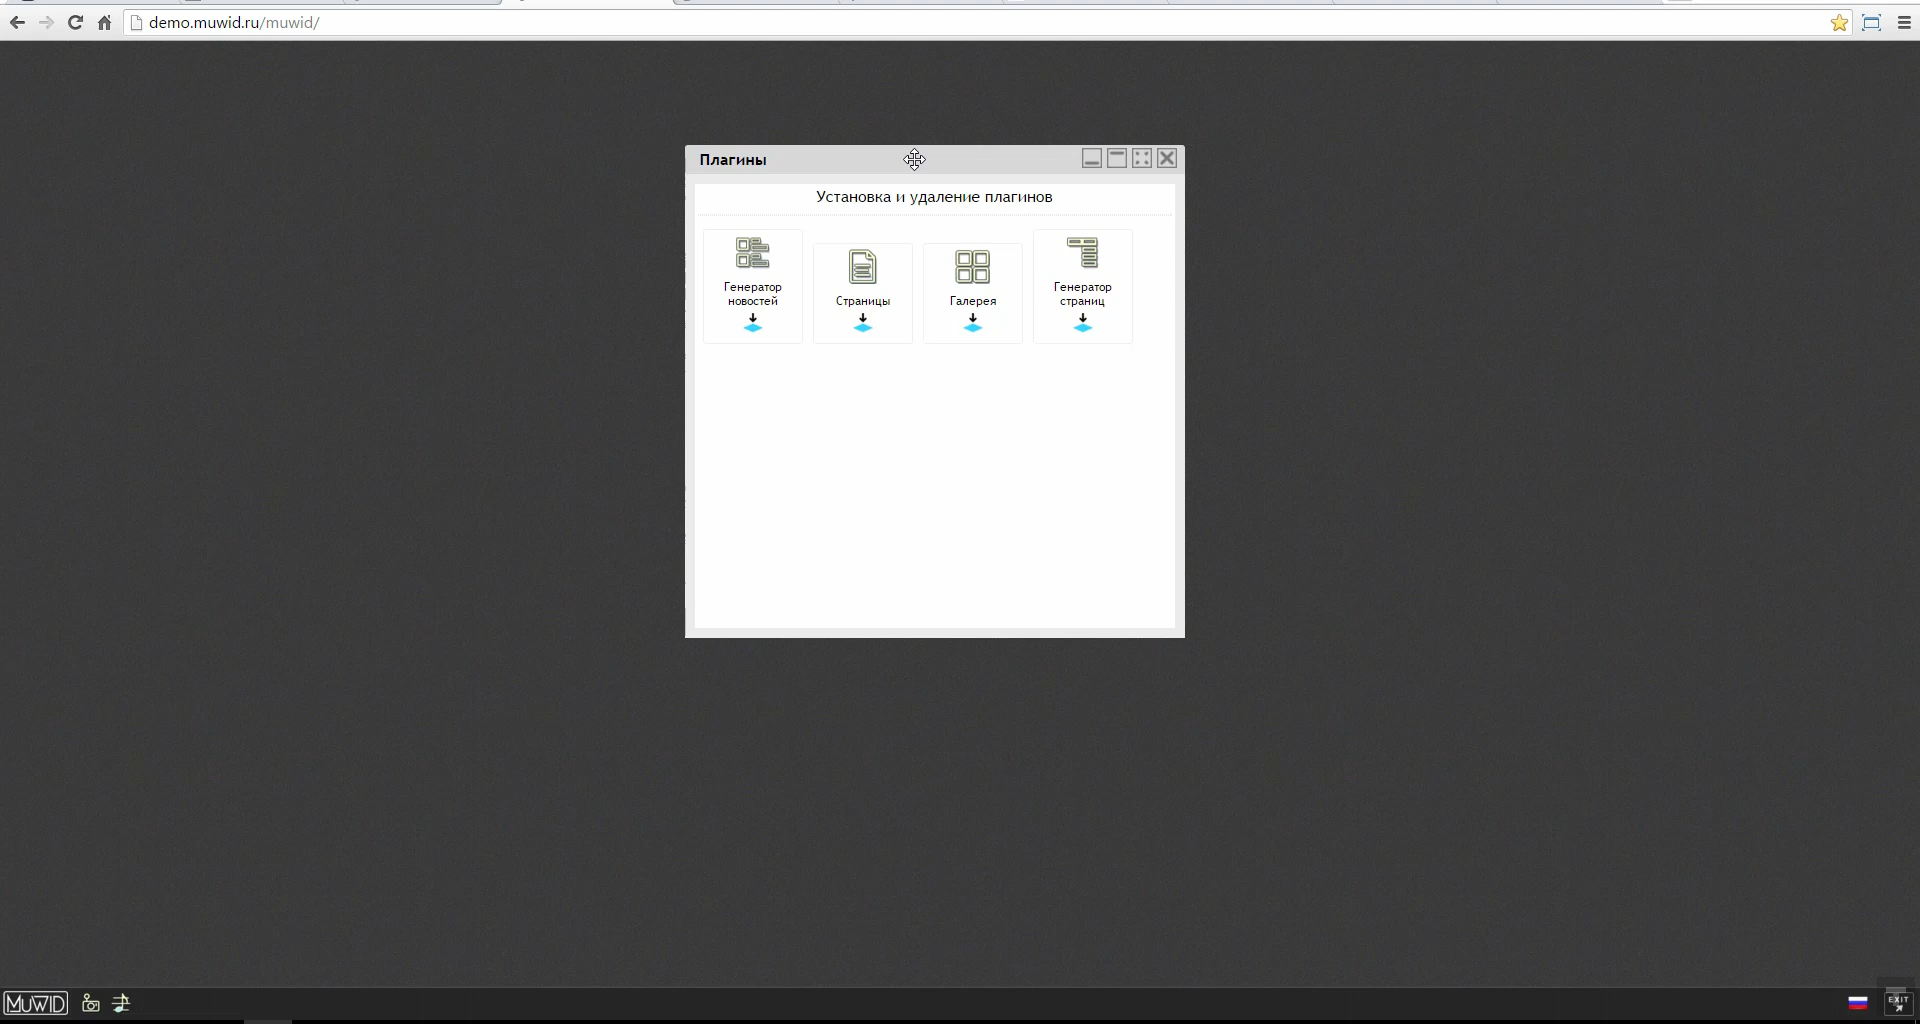 demo.muwid.ru/muwid/
Плагины
Установка и удаление плагинов
Генератор
новостей
Страницы
Галерея
Генератор
страниц
MUWID
EXIT